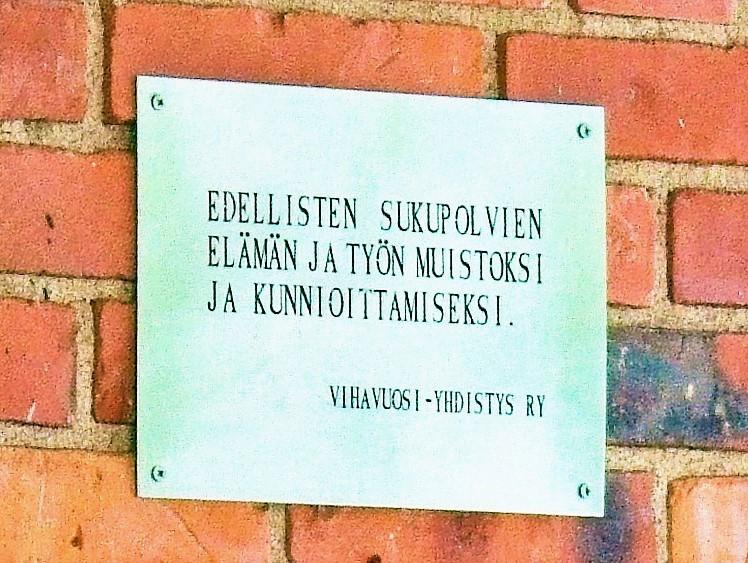 EDELLISTEN SUKUPOLVIEN
ELÄMÄN JA TYÖN MUISTOKSI
JA KUNNIOITTAMISEKSI.
VIHAVUOSI-YHDISTYS RY